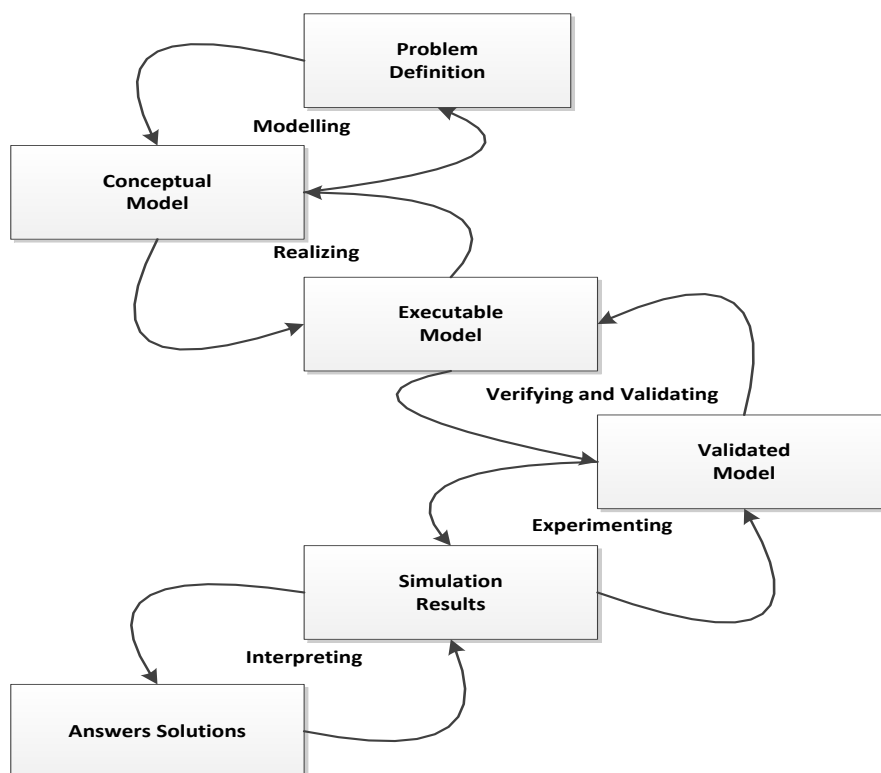 Problem
Definition
Modelling
Conceptual
Model
Realizing
Executable
Model
Verifying and Validating
Validated
Model
Experimenting
Simulation
Results
Interpreting
Answers Solutions